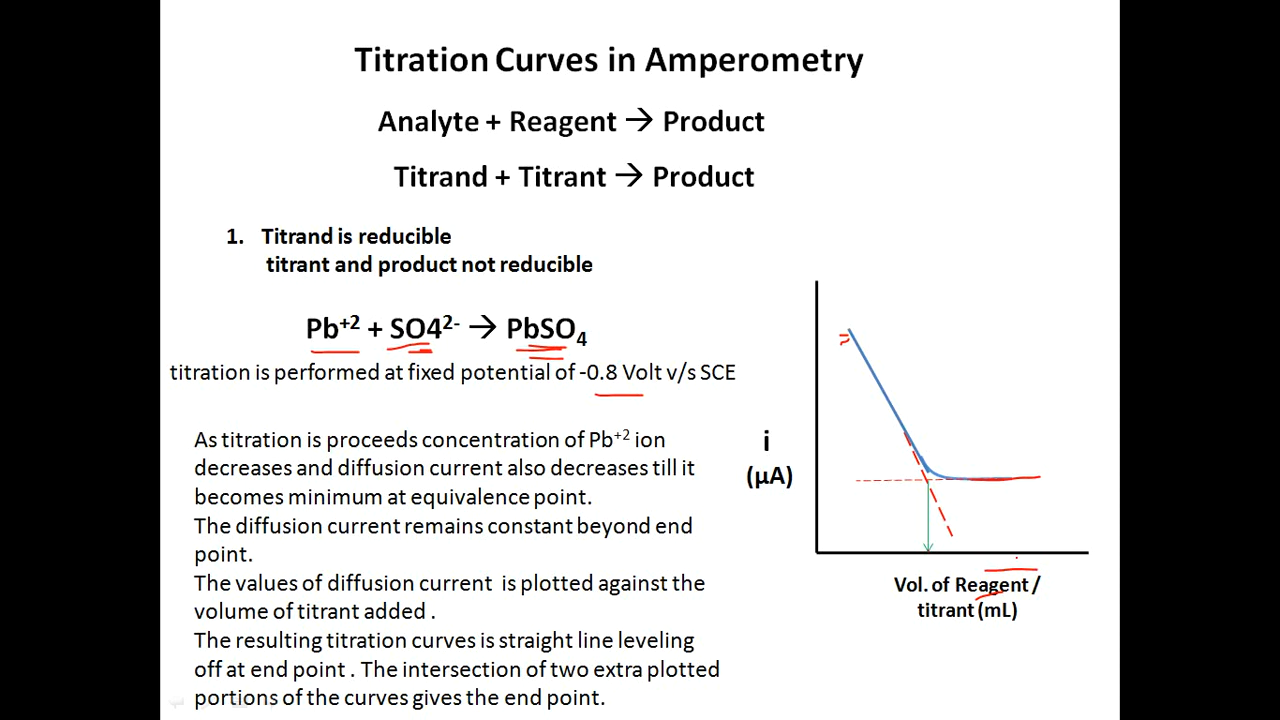 Titration Curves in Amperometry
Analyte + Reagent → Product
Titrand + Titrant → Product
1. Titrand is reducible
titrant and product not reducible
Pb⁺² + SO4²⁻ → PbSO₄
titration is performed at fixed potential of -0.8 Volt v/s SCE
As titration is proceeds concentration of Pb⁺² ion
decreases and diffusion current also decreases till it
becomes minimum at equivalence point.
The diffusion current remains constant beyond end
point.
The values of diffusion current is plotted against the
volume of titrant added .
The resulting titration curves is straight line leveling
off at end point . The intersection of two extra plotted
portions of the curves gives the end point.
i
(µA)
Vol. of Reagent /
titrant (mL)